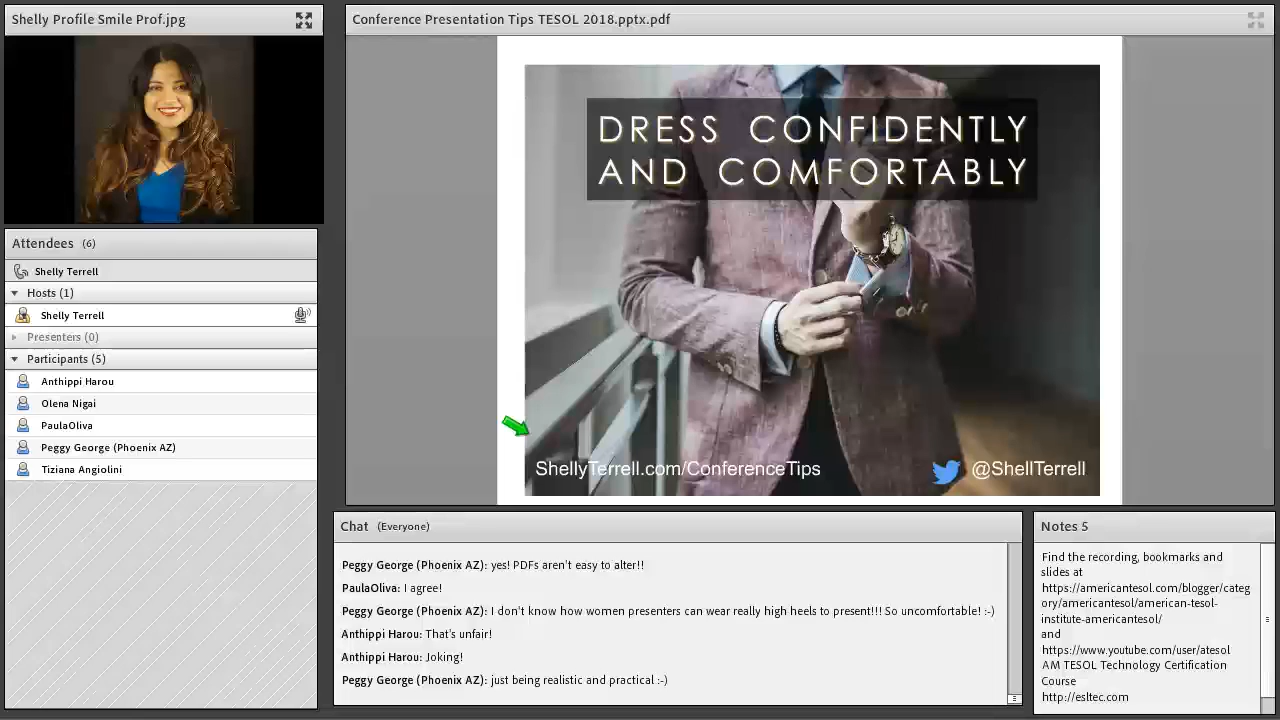 Shelly Profile Smile Prof.jpg
Conference Presentation Tips TESOL 2018.pptx.pdf
DRESS CONFIDENTLY
AND COMFORTABLY
ShellyTerrell.com/ConferenceTips
@ShellTerrell
Attendees (6)
Shelly Terrell
Hosts (1)
Shelly Terrell
Presenters (0)
Participants (5)
Anthippi Harou
Olena Nigai
PaulaOliva
Peggy George (Phoenix AZ)
Tiziana Angiolini
Chat (Everyone)
Peggy George (Phoenix AZ): yes! PDFs aren't easy to alter!!
PaulaOliva: I agree!
Peggy George (Phoenix AZ): I don't know how women presenters can wear really high heels to present!!! So uncomfortable! :-)
Anthippi Harou: That's unfair!
Anthippi Harou: Joking!
Peggy George (Phoenix AZ): just being realistic and practical :-)
Notes 5
Find the recording, bookmarks and
slides at
https://americantesol.com/blogger/categ
ory/americantesol/american-tesol-
institute-americantesol/
and
https://www.youtube.com/user/atesol
AM TESOL Technology Certification
Course
http://esltec.com